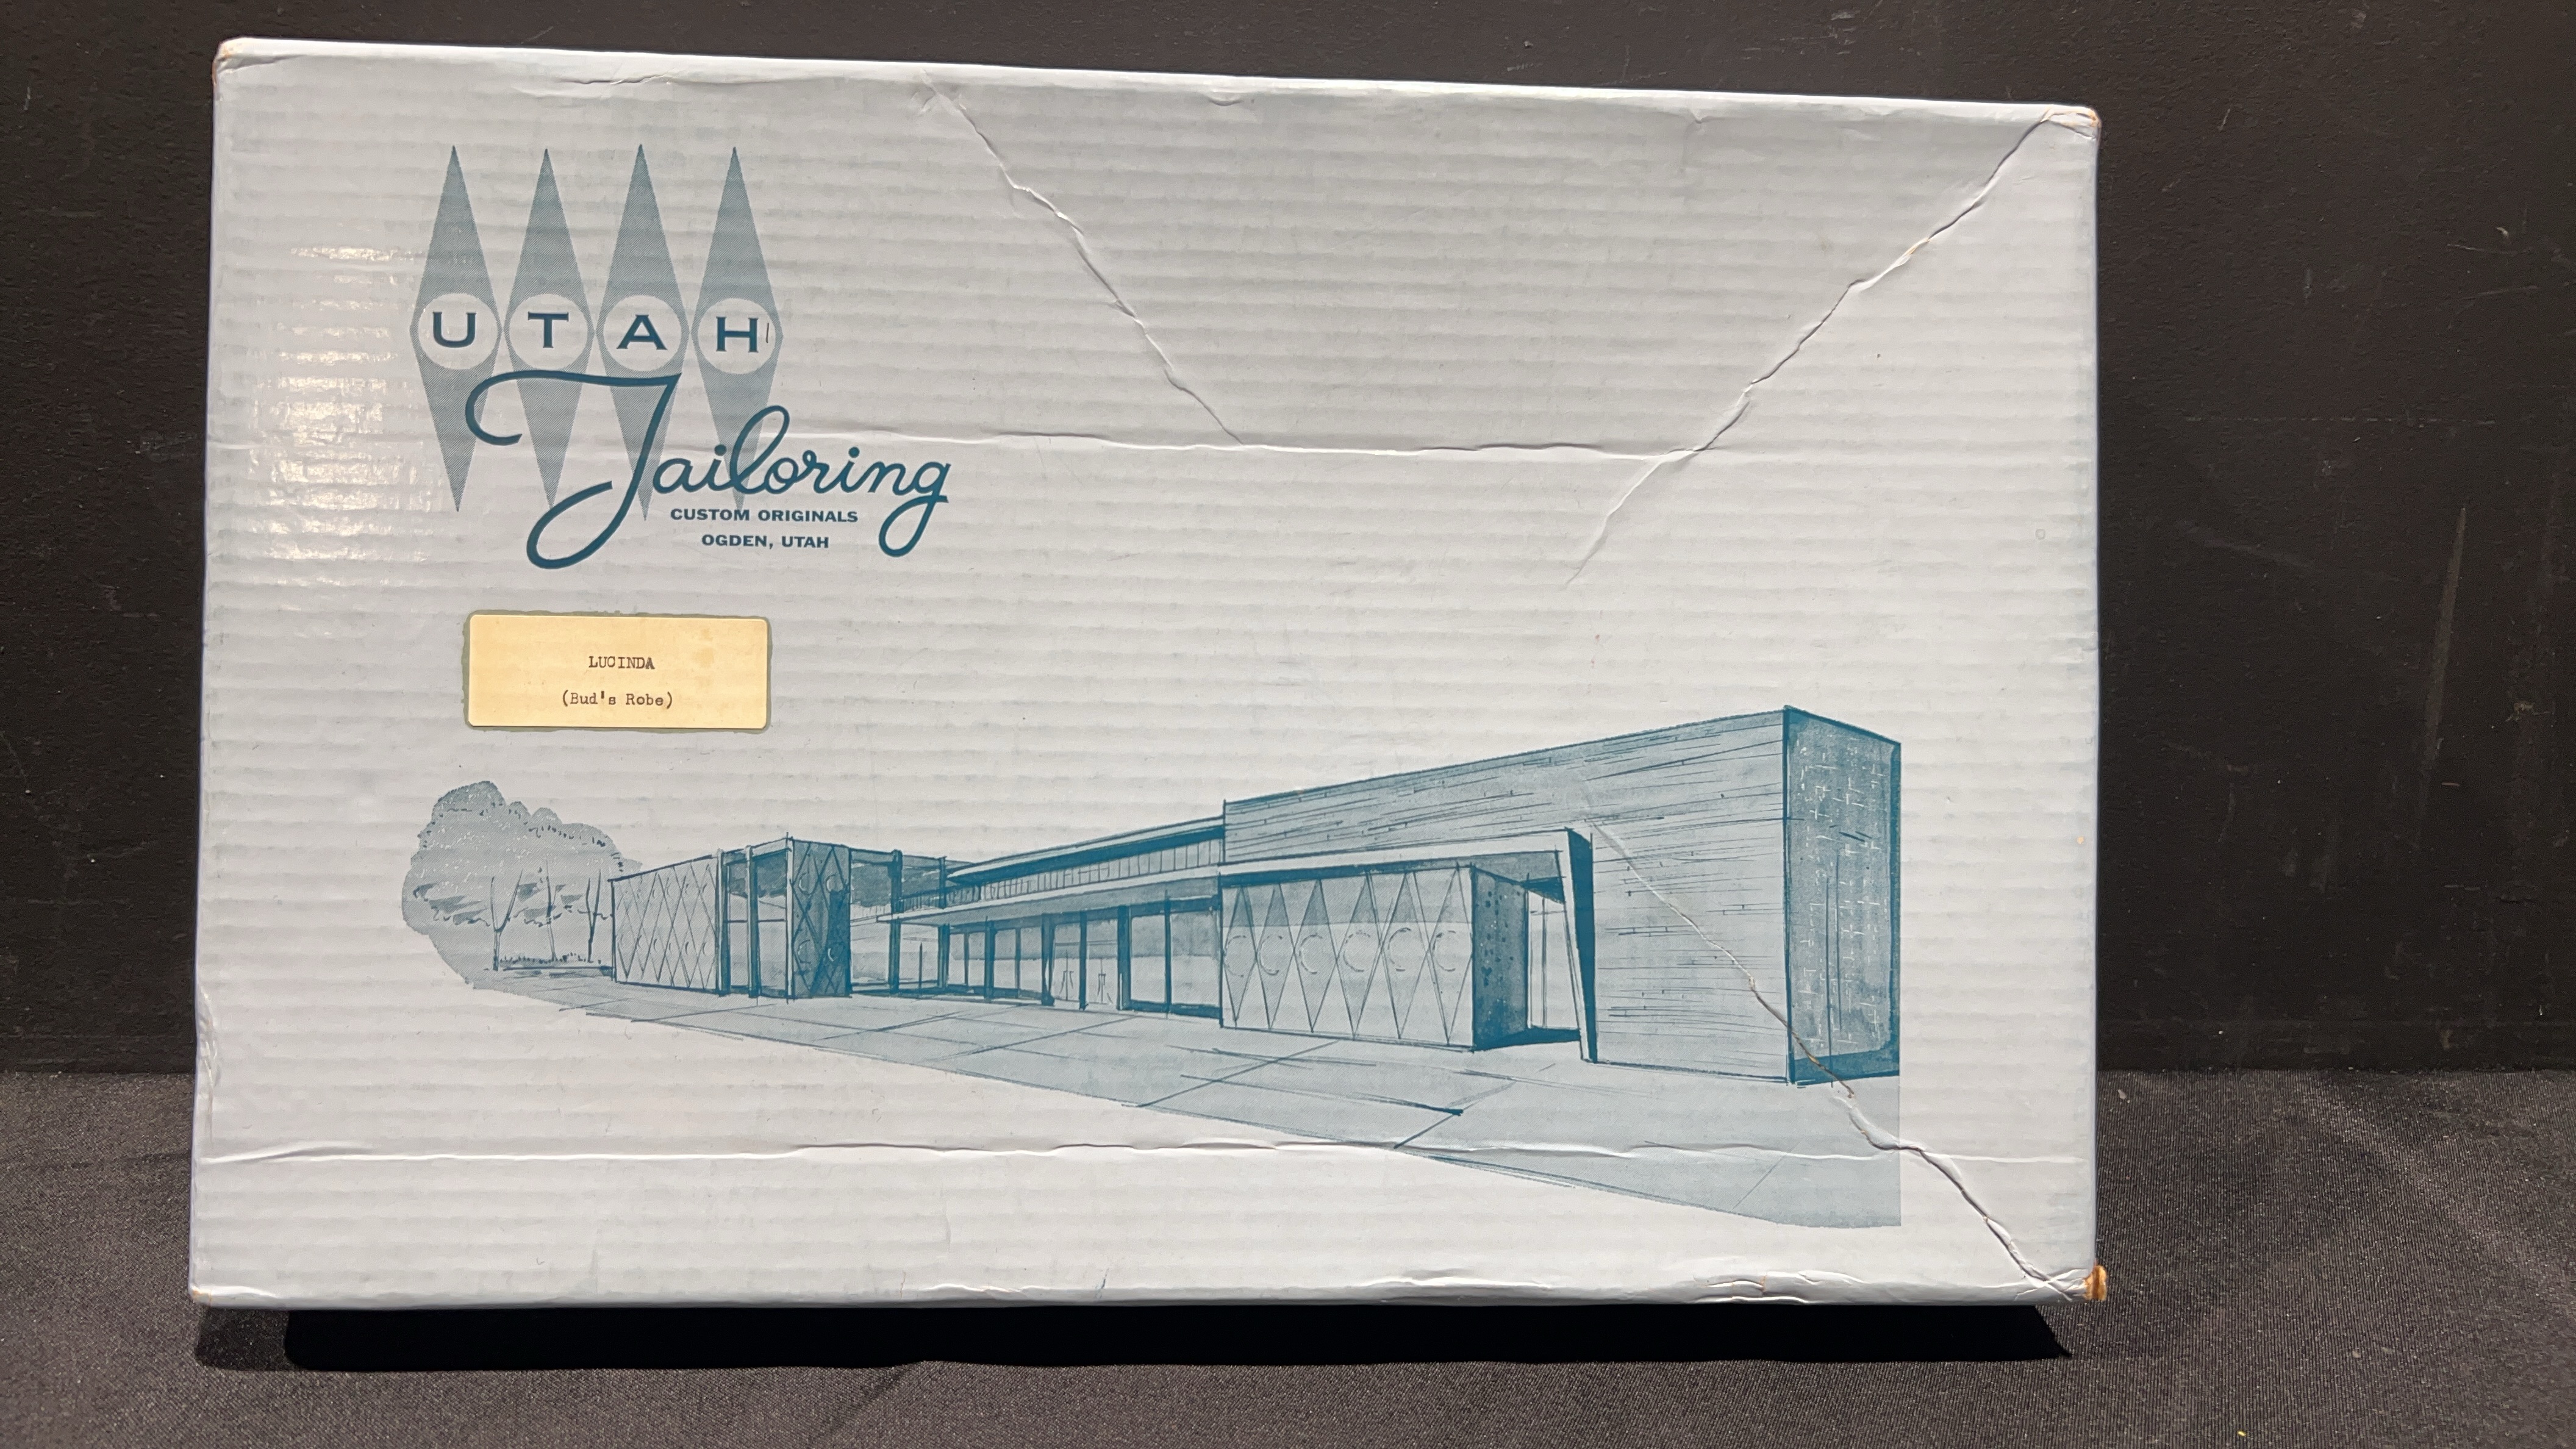 UTAH
Tailoring
CUSTOM ORIGINALS
OGDEN, UTAH
LUCINDA
(Bud's Robe)